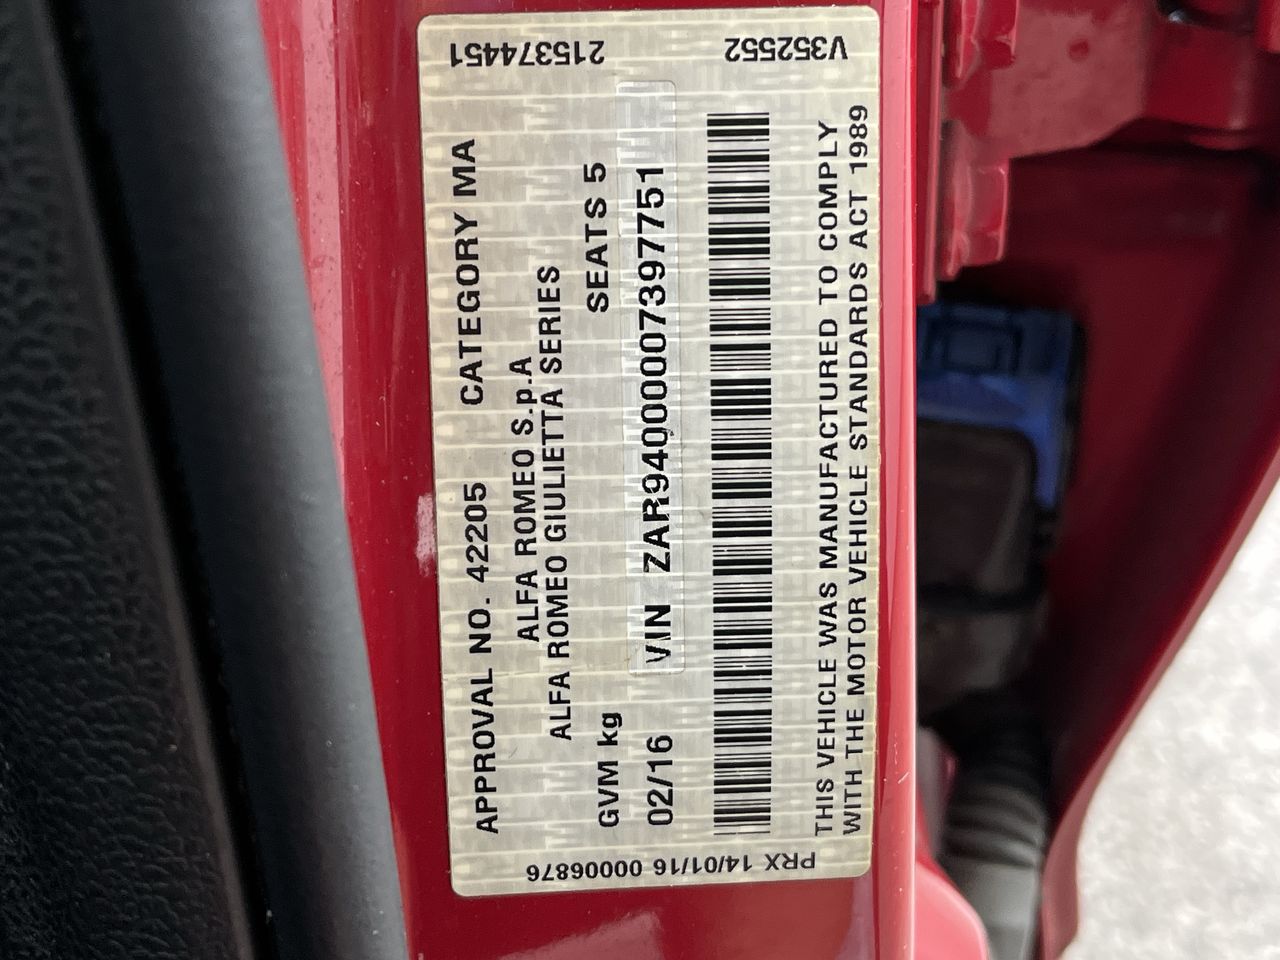 215374451
V352552
APPROVAL NO. 42205 CATEGORY MA
ALFA ROMEO S.p.A
ALFA ROMEO GIULIETTA SERIES
GVM kg SEATS 5
02/16 VIN ZAR94000007397751
THIS VEHICLE WAS MANUFACTURED TO COMPLY
WITH THE MOTOR VEHICLE STANDARDS ACT 1989
PRX 14/01/16 00006876